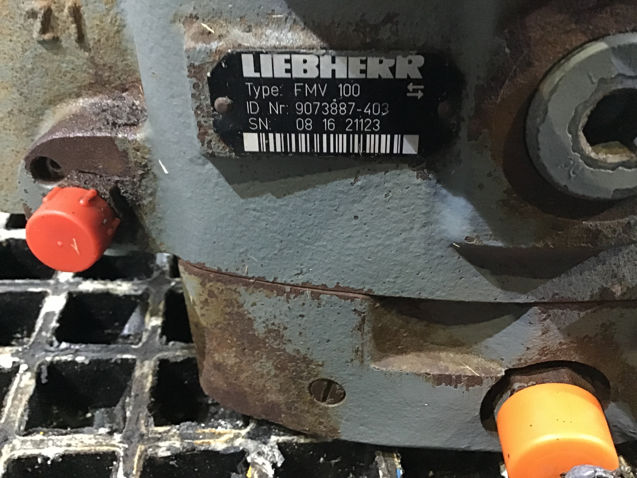 LIEBHERR
Type: FMV 100
ID Nr: 9073887-403
SN: 08 16 21123